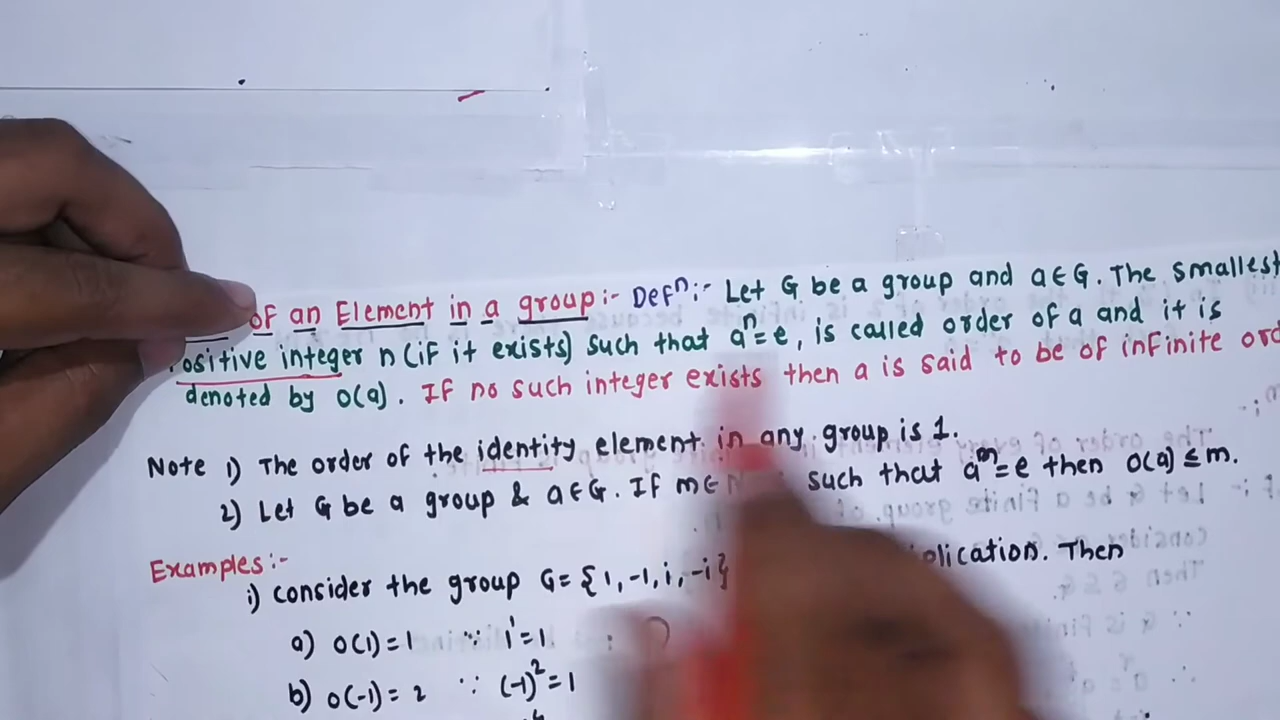 of an Element in a group:- Defⁿ:- Let G be a group and a∈G. The smallest
positive integer n (if it exists) such that aⁿ=e, is called order of a and it is
denoted by o(a). If no such integer exists then a is said to be of infinite
Note 1) The order of the identity element in any group is 1.
2) Let G be a group & a∈G. If m∈ such that aᵐ=e then o(a)≤m.
Examples:-
i) consider the group G={1,-1,i,-i} Then
a) o(1)=1 ∵ 1¹=1
b) o(-1)=2 ∵ (-1)²=1